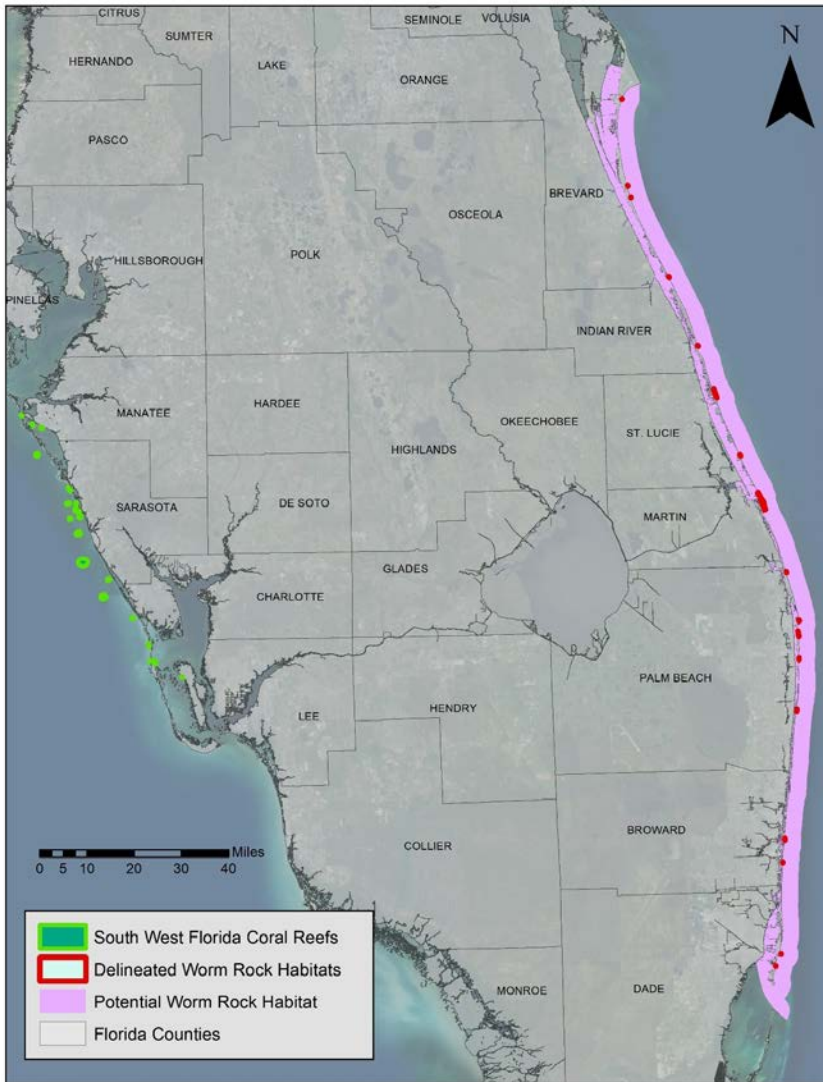 CITRUS
SEMINOLE
VOLUSIA
SUMTER
N
HERNANDO
LAKE
ORANGE
PASCO
BREVARD
OSCEOLA
HILLSBOROUGH
POLK
PINELLAS
INDIAN RIVER
MANATEE
HARDEE
OKEECHOBEE
ST. LUCIE
HIGHLANDS
SARASOTA
DE SOTO
MARTIN
GLADES
CHARLOTTE
PALM BEACH
LEE
HENDRY
BROWARD
COLLIER
Miles
0 5 10 20 30 40
South West Florida Coral Reefs
Delineated Worm Rock Habitats
Potential Worm Rock Habitat
Florida Counties
MONROE
DADE